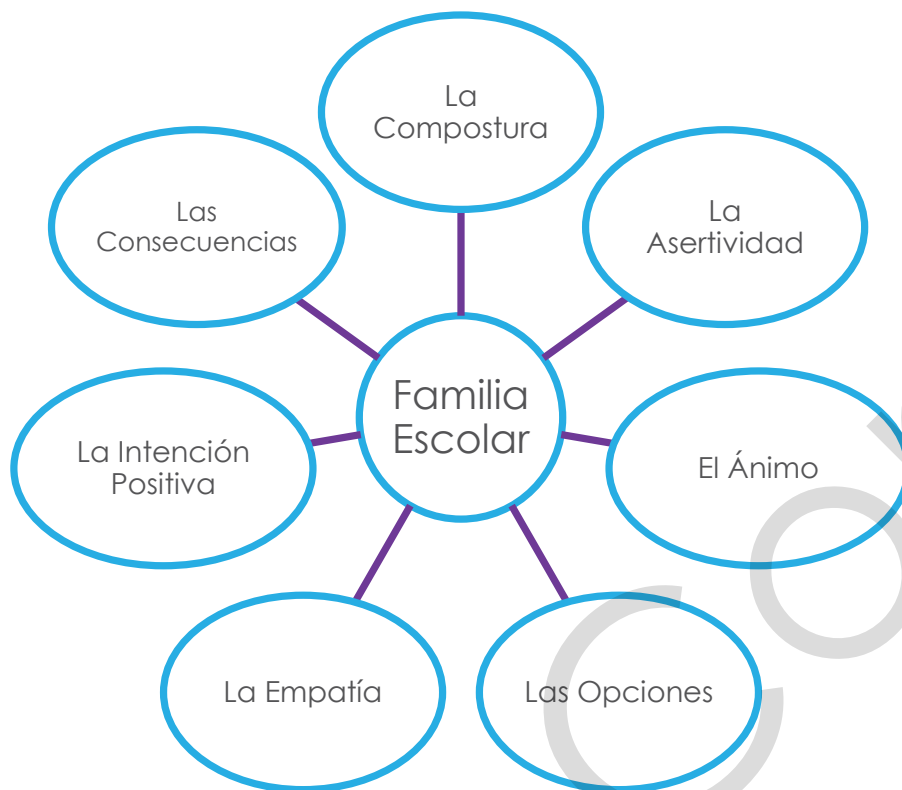 La
Compostura
La
Asertividad
El Ánimo
Las Opciones
La Empatía
La Intención
Positiva
Las
Consecuencias
Familia
Escolar